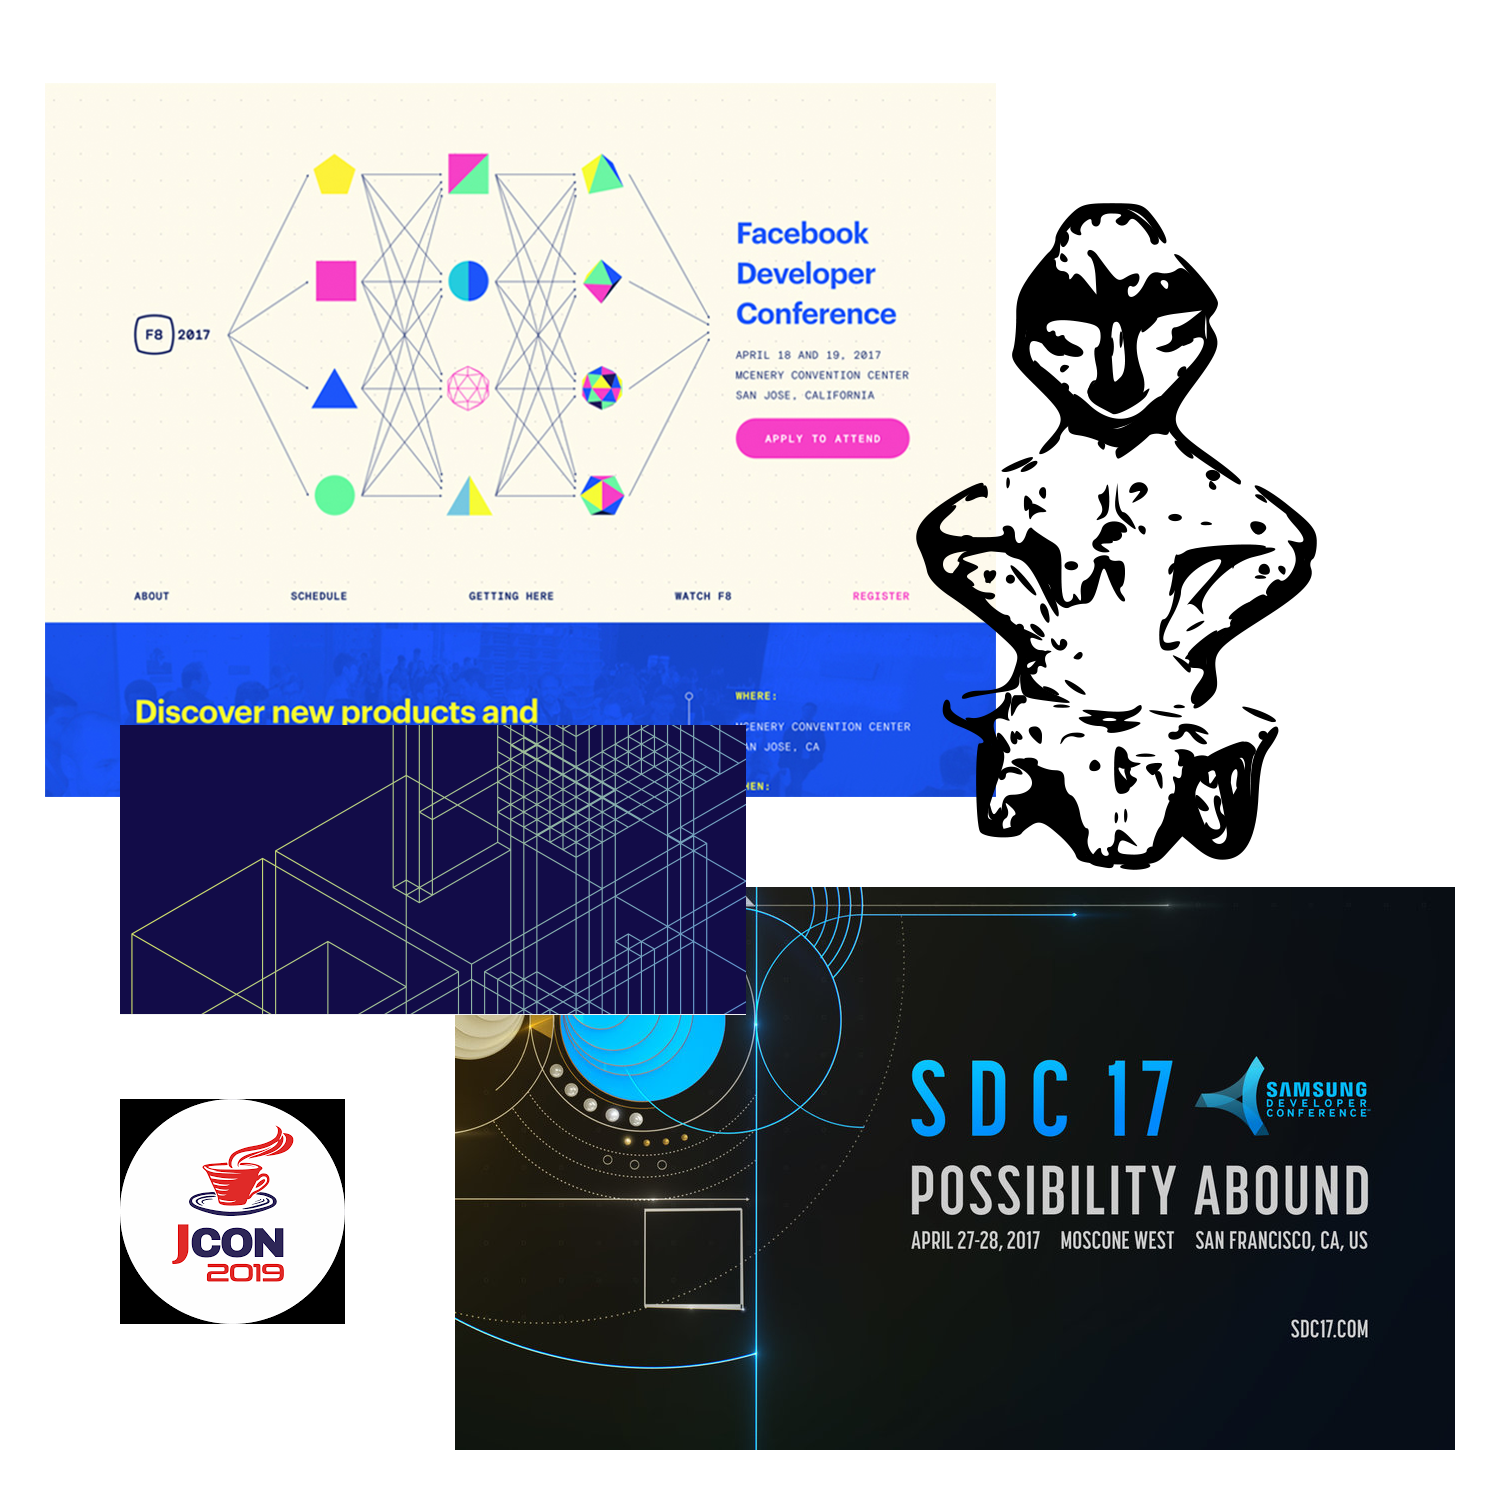 F8 2017
Facebook
Developer
Conference
APRIL 18 AND 19, 2017
MCENERY CONVENTION CENTER
SAN JOSE, CALIFORNIA
APPLY TO ATTEND
ABOUT SCHEDULE GETTING HERE WATCH F8 REGISTER
Discover new products and
WHERE:
MCENERY CONVENTION CENTER
JOSE, CA
SDC 17
SAMSUNG
DEVELOPER
CONFERENCE
POSSIBILITY ABOUND
APRIL 27-28, 2017 MOSCONE WEST SAN FRANCISCO, CA, US
SDC17.COM
JCON
2019